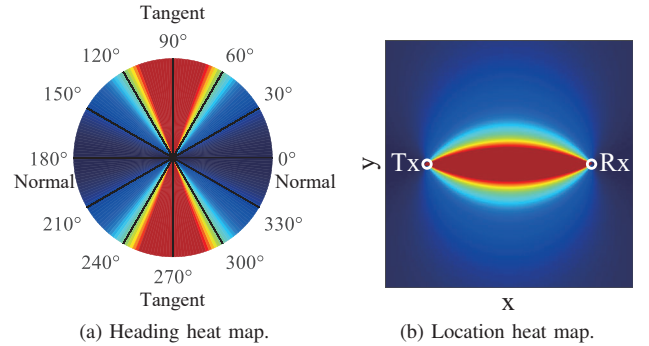 Tangent
90°
120°
60°
150°
30°
180°
0°
Normal
Normal
210°
330°
240°
300°
270°
Tangent
(a) Heading heat map.
y
Tx
Rx
x
(b) Location heat map.